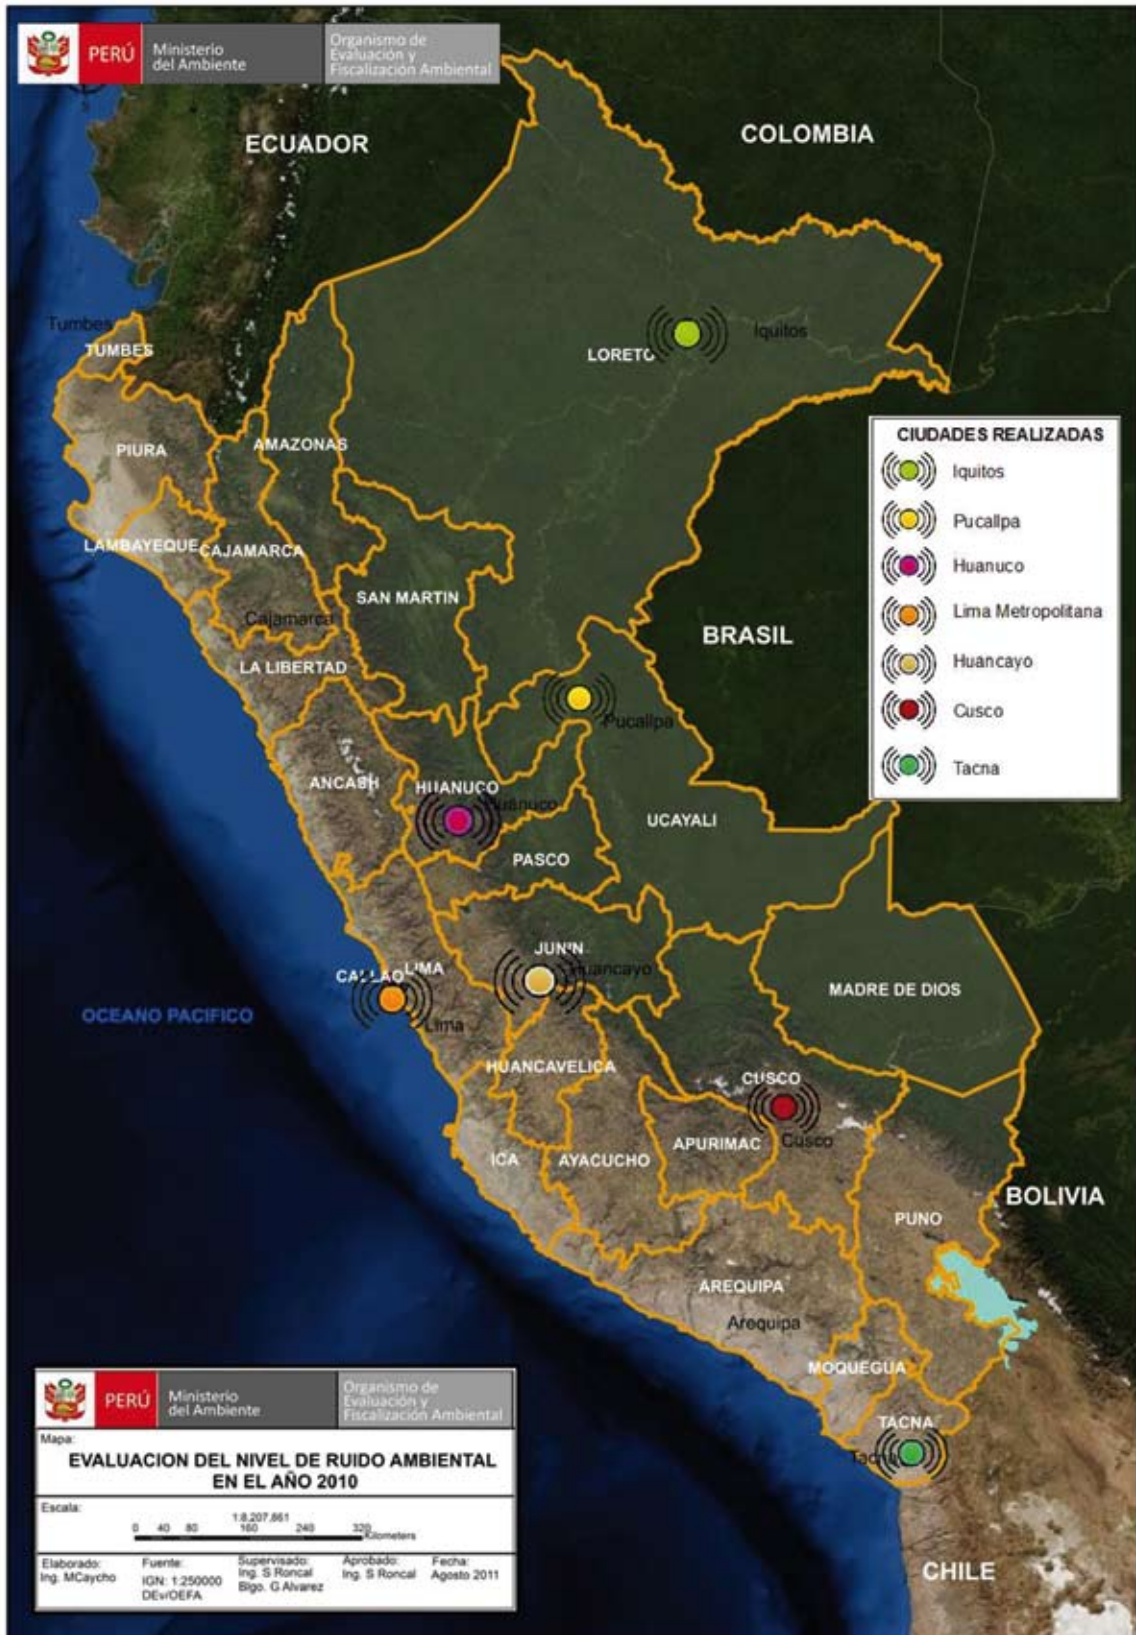 PERÚ
Ministerio
del Ambiente
Organismo de
Evaluación y
Fiscalización Ambiental
ECUADOR
COLOMBIA
Tumbes
TUMBES
LORETO
Iquitos
PIURA
AMAZONAS
LAMBAYEQUE
CAJAMARCA
SAN MARTIN
Cajamarca
LA LIBERTAD
BRASIL
CIUDADES REALIZADAS
Iquitos
Pucallpa
Huanuco
Lima Metropolitana
Huancayo
Cusco
Tacna
Pucallpa
ANCASH
HUANUCO
Huanuco
UCAYALI
PASCO
JUNIN
Huancayo
CALLAO
LIMA
Lima
MADRE DE DIOS
OCEANO PACIFICO
HUANCAVELICA
CUSCO
Cusco
APURIMAC
ICA
AYACUCHO
BOLIVIA
PUNO
AREQUIPA
Arequipa
MOQUEGUA
TACNA
Tacna
CHILE
PERÚ
Ministerio
del Ambiente
Organismo de
Evaluación y
Fiscalización Ambiental
Mapa:
EVALUACION DEL NIVEL DE RUIDO AMBIENTAL
EN EL AÑO 2010
Escala:
1:8,207,861
0 40 80 160 240 320
Kilometers
Elaborado:
Ing. MCaycho
Fuente:
IGN: 1:250000
DEv/OEFA
Supervisado:
Ing. S Roncal
Blgo. G Alvarez
Aprobado:
Ing. S Roncal
Fecha:
Agosto 2011